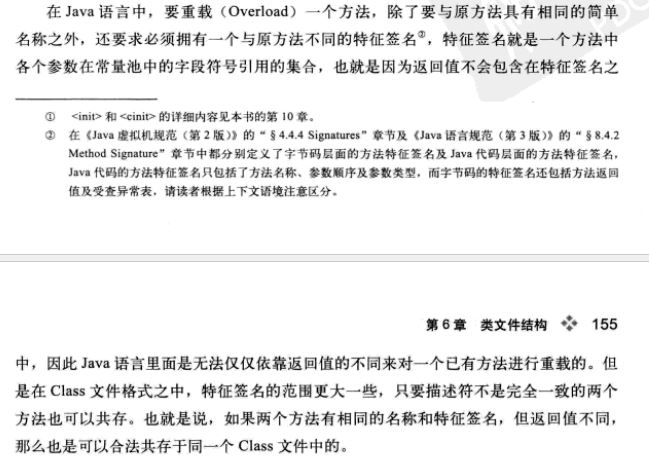 在 Java 语言中，要重载（Overload）一个方法，除了要与原方法具有相同的简单
名称之外，还要求必须拥有一个与原方法不同的特征签名②，特征签名就是一个方法中
各个参数在常量池中的字段符号引用的集合，也就是因为返回值不会包含在特征签名之
① <init> 和 <cinit> 的详细内容见本书的第 10 章。
② 在《Java 虚拟机规范（第 2 版）》的“§4.4.4 Signatures”章节及《Java 语言规范（第 3 版）》的“§8.4.2
Method Signature”章节中都分别定义了字节码层面的方法特征签名及 Java 代码层面的方法特征签名，
Java 代码的方法特征签名只包括了方法名称、参数顺序及参数类型，而字节码的特征签名还包括方法返回
值及受查异常表，请读者根据上下文语境注意区分。
第 6 章 类文件结构 155
中，因此 Java 语言里面是无法仅仅依靠返回值的不同来对一个已有方法进行重载的。但
是在 Class 文件格式之中，特征签名的范围更大一些，只要描述符不是完全一致的两个
方法也可以共存。也就是说，如果两个方法有相同的名称和特征签名，但返回值不同，
那么也是可以合法共存于同一个 Class 文件中的。